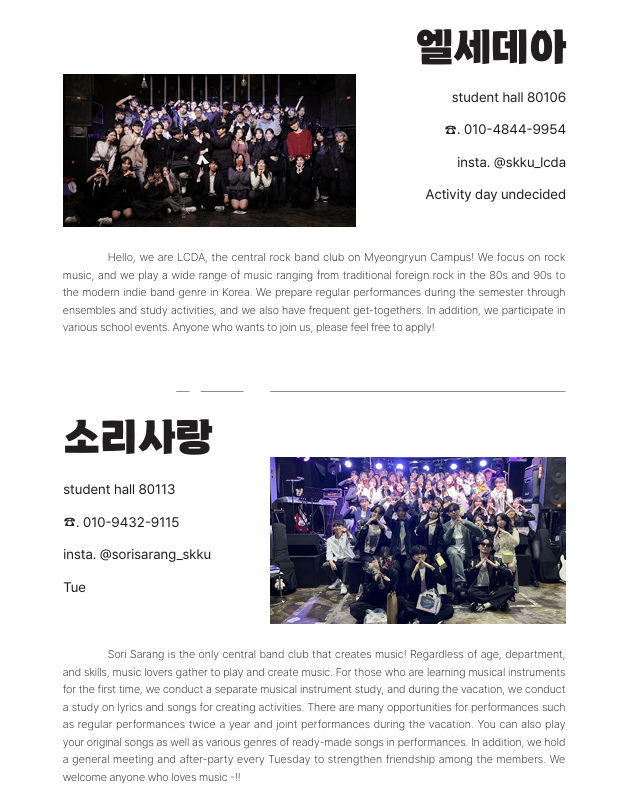 엘세데아
student hall 80106
☎. 010-4844-9954
insta. @skku_lcda
Activity day undecided
Hello, we are LCDA, the central rock band club on Myeongryun Campus! We focus on rock
music, and we play a wide range of music ranging from traditional foreign rock in the 80s and 90s to
the modern indie band genre in Korea. We prepare regular performances during the semester through
ensembles and study activities, and we also have frequent get-togethers. In addition, we participate in
various school events. Anyone who wants to join us, please feel free to apply!
소리사랑
student hall 80113
☎. 010-9432-9115
insta. @sorisarang_skku
Tue
Sori Sarang is the only central band club that creates music! Regardless of age, department,
and skills, music lovers gather to play and create music. For those who are learning musical instruments
for the first time, we conduct a separate musical instrument study, and during the vacation, we conduct
a study on lyrics and songs for creating activities. There are many opportunities for performances such
as regular performances twice a year and joint performances during the vacation. You can also play
your original songs as well as various genres of ready-made songs in performances. In addition, we hold
a general meeting and after-party every Tuesday to strengthen friendship among the members. We
welcome anyone who loves music -!!